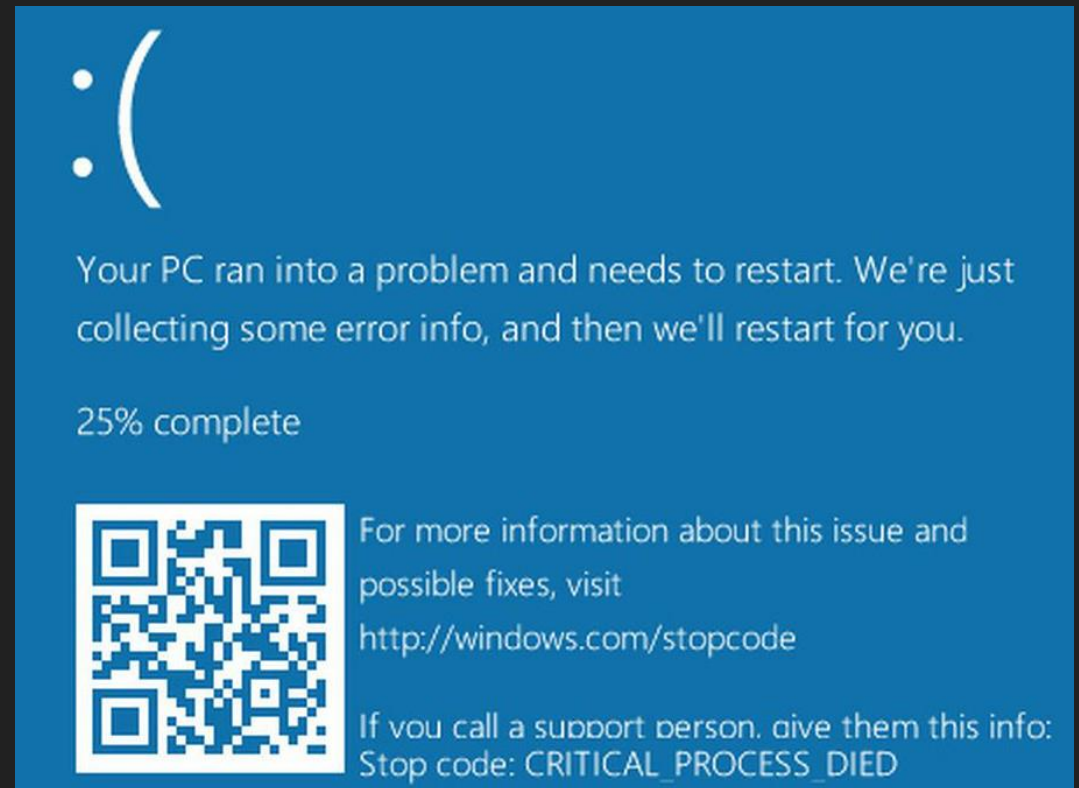 :(
Your PC ran into a problem and needs to restart. We're just
collecting some error info, and then we'll restart for you.
25% complete
For more information about this issue and
possible fixes, visit
http://windows.com/stopcode
If you call a support person, give them this info:
Stop code: CRITICAL_PROCESS_DIED